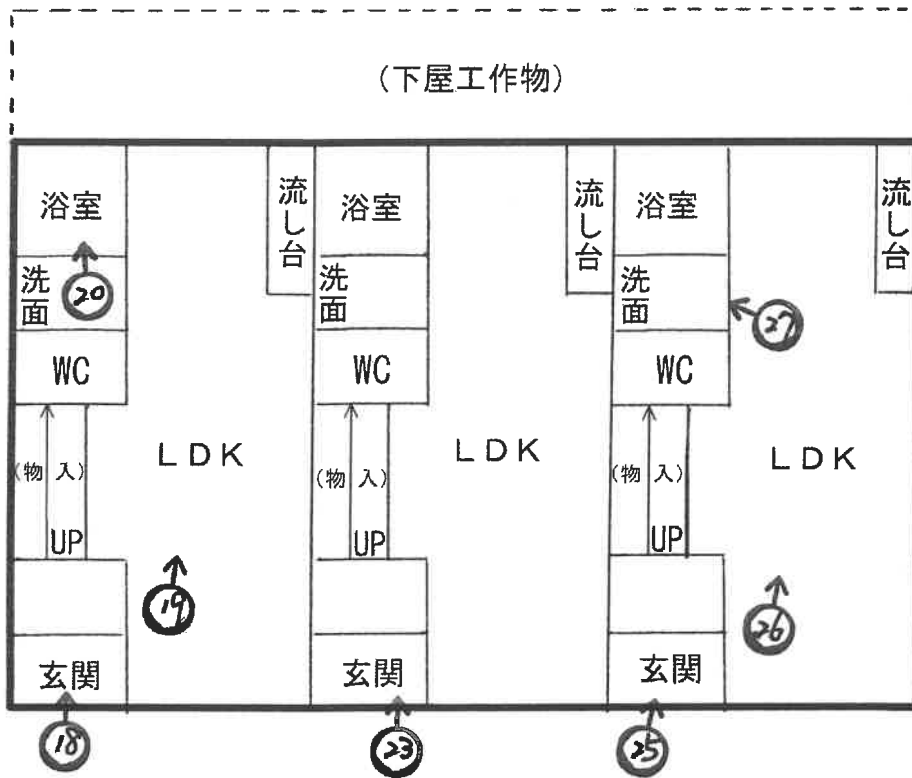 (下屋工作物)
浴室
流し台
浴室
流し台
浴室
流し台
洗面
20
洗面
洗面
27
WC
WC
WC
LDK
LDK
LDK
(物入)
(物入)
(物入)
UP
UP
UP
19
26
玄関
玄関
玄関
18
23
25